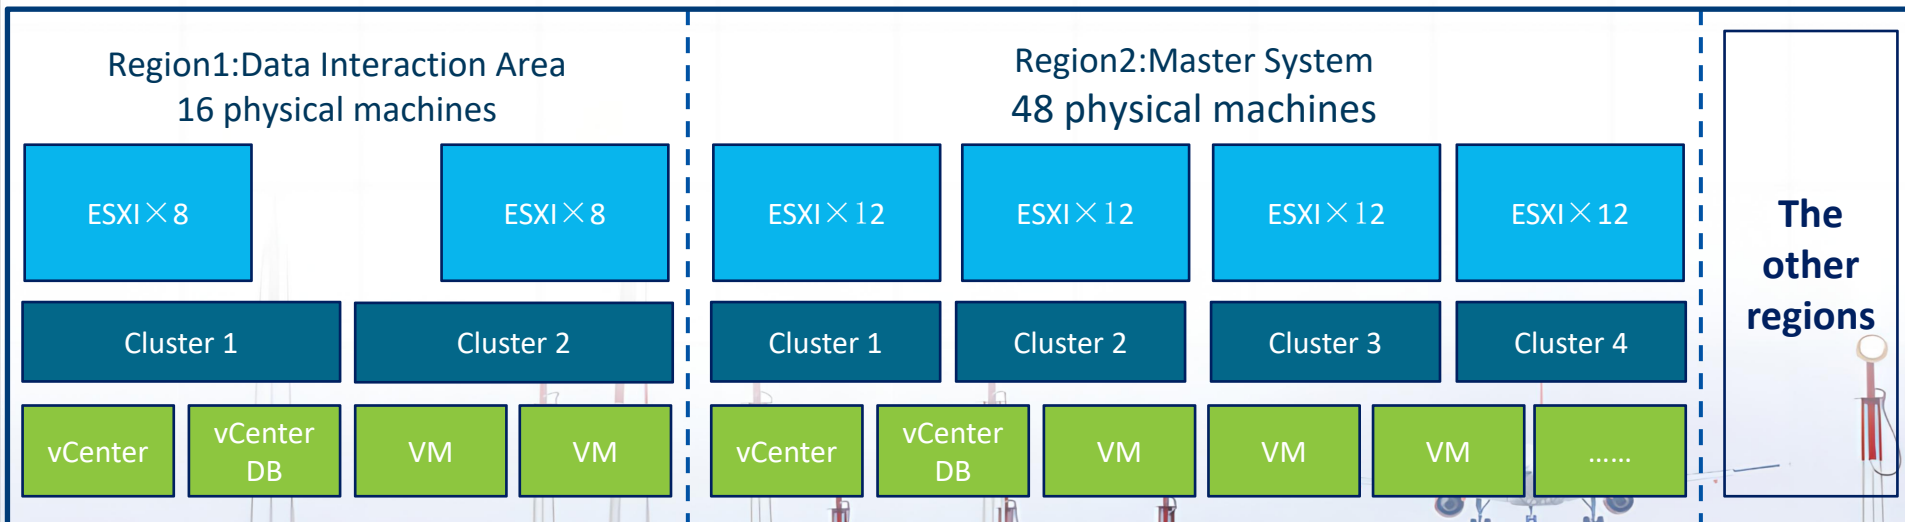 Region1:Data Interaction Area
16 physical machines
ESXI×8
ESXI×8
Cluster 1
Cluster 2
vCenter
vCenter
DB
VM
VM
Region2:Master System
48 physical machines
ESXI×12
ESXI×12
ESXI×12
ESXI×12
Cluster 1
Cluster 2
Cluster 3
Cluster 4
vCenter
vCenter
DB
VM
VM
VM
......
The
other
regions